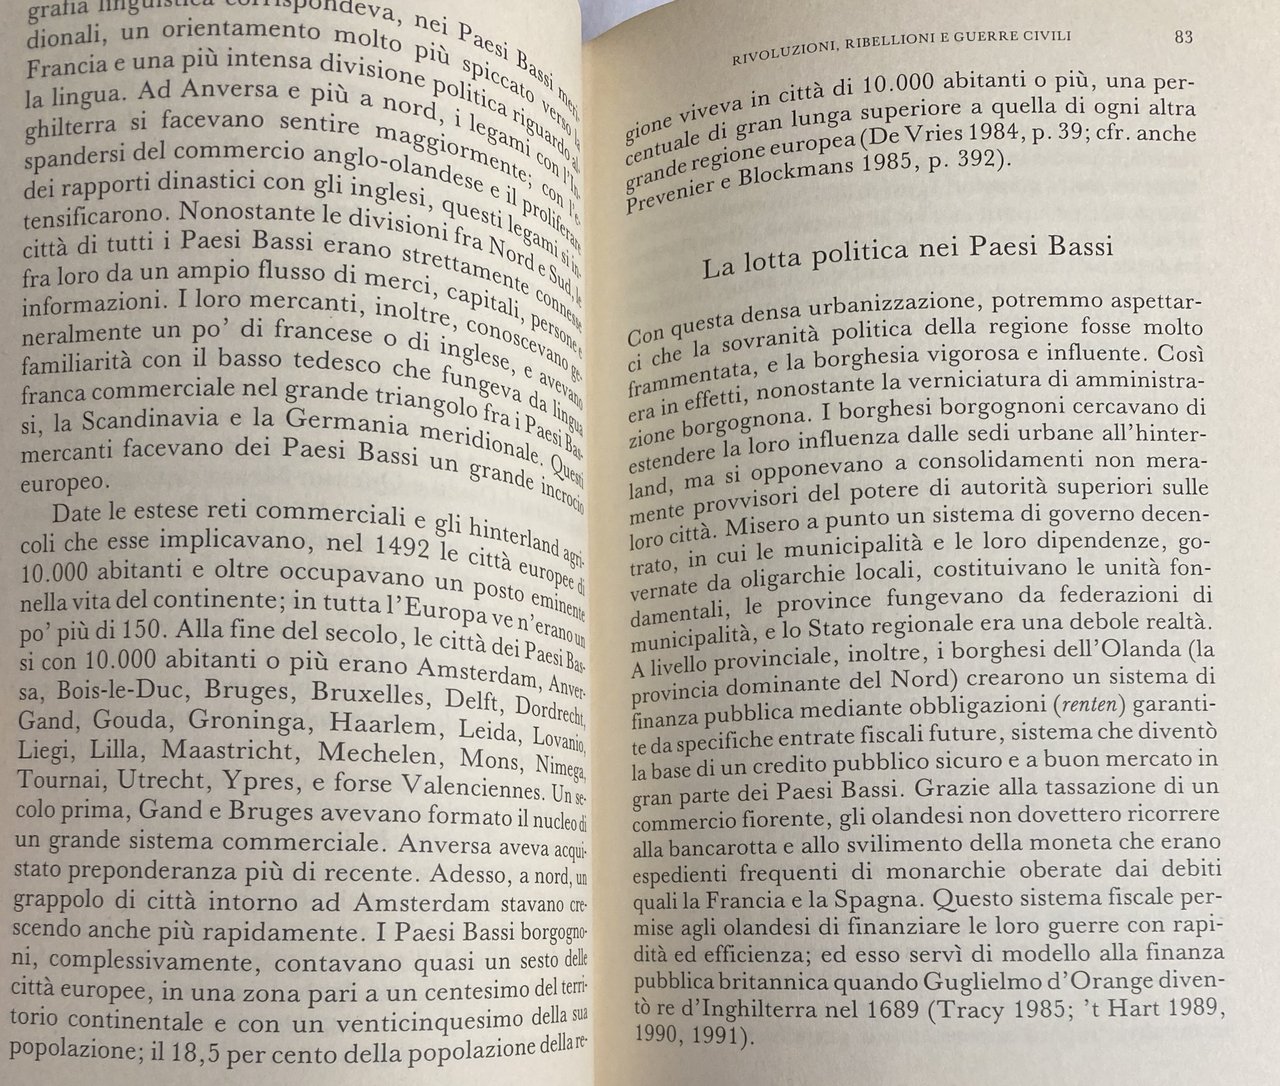 grafia linguistica corrispondeva, nei Paesi Bassi meri-
dionali, un orientamento molto più spiccato verso la
Francia e una più intensa divisione politica riguardo al-
la lingua. Ad Anversa e più a nord, i legami con l'In-
ghilterra si facevano sentire maggiormente; con l'e-
spandersi del commercio anglo-olandese e il proliferare
dei rapporti dinastici con gli inglesi, questi legami si in-
tensificarono. Nonostante le divisioni fra Nord e Sud, le
città di tutti i Paesi Bassi erano strettamente connesse
fra loro da un ampio flusso di merci, capitali, persone e
informazioni. I loro mercanti, inoltre, conoscevano ge-
neralmente un po' di francese o di inglese, e avevano
familiarità con il basso tedesco che fungeva da lingua
franca commerciale nel grande triangolo fra i Paesi Bas-
si, la Scandinavia e la Germania meridionale. Questi
mercanti facevano dei Paesi Bassi un grande incrocio
europeo.
Date le estese reti commerciali e gli hinterland agri-
coli che esse implicavano, nel 1492 le città europee di
10.000 abitanti e oltre occupavano un posto eminente
nella vita del continente; in tutta l'Europa ve n'erano un
po' più di 150. Alla fine del secolo, le città dei Paesi Bas-
si con 10.000 abitanti o più erano Amsterdam, Anver-
sa, Bois-le-Duc, Bruges, Bruxelles, Delft, Dordrecht,
Gand, Gouda, Groninga, Haarlem, Leida, Lovanio,
Liegi, Lilla, Maastricht, Mechelen, Mons, Nimega,
Tournai, Utrecht, Ypres, e forse Valenciennes. Un se-
colo prima, Gand e Bruges avevano formato il nucleo di
un grande sistema commerciale. Anversa aveva acqui-
stato preponderanza più di recente. Adesso, a nord, un
grappolo di città intorno ad Amsterdam stavano cre-
scendo anche più rapidamente. I Paesi Bassi borgogno-
ni, complessivamente, contavano quasi un sesto delle
città europee, in una zona pari a un centesimo del terri-
torio continentale e con un venticinquesimo della sua
popolazione; il 18,5 per cento della popolazione della re-
RIVOLUZIONI, RIBELLIONI E GUERRE CIVILI 83
gione viveva in città di 10.000 abitanti o più, una per-
centuale di gran lunga superiore a quella di ogni altra
grande regione europea (De Vries 1984, p. 39; cfr. anche
Prevenier e Blockmans 1985, p. 392).
La lotta politica nei Paesi Bassi
Con questa densa urbanizzazione, potremmo aspettar-
ci che la sovranità politica della regione fosse molto
frammentata, e la borghesia vigorosa e influente. Così
era in effetti, nonostante la verniciatura di amministra-
zione borgognona. I borghesi borgognoni cercavano di
estendere la loro influenza dalle sedi urbane all'hinter-
land, ma si opponevano a consolidamenti non mera-
mente provvisori del potere di autorità superiori sulle
loro città. Misero a punto un sistema di governo decen-
trato, in cui le municipalità e le loro dipendenze, go-
vernate da oligarchie locali, costituivano le unità fon-
damentali, le province fungevano da federazioni di
municipalità, e lo Stato regionale era una debole realtà.
A livello provinciale, inoltre, i borghesi dell'Olanda (la
provincia dominante del Nord) crearono un sistema di
finanza pubblica mediante obbligazioni (renten) garanti-
te da specifiche entrate fiscali future, sistema che diventò
la base di un credito pubblico sicuro e a buon mercato in
gran parte dei Paesi Bassi. Grazie alla tassazione di un
commercio fiorente, gli olandesi non dovettero ricorrere
alla bancarotta e allo svilimento della moneta che erano
espedienti frequenti di monarchie oberate dai debiti
quali la Francia e la Spagna. Questo sistema fiscale per-
mise agli olandesi di finanziare le loro guerre con rapi-
dità ed efficienza; ed esso servì di modello alla finanza
pubblica britannica quando Guglielmo d'Orange diven-
tò re d'Inghilterra nel 1689 (Tracy 1985; 't Hart 1989,
1990, 1991).